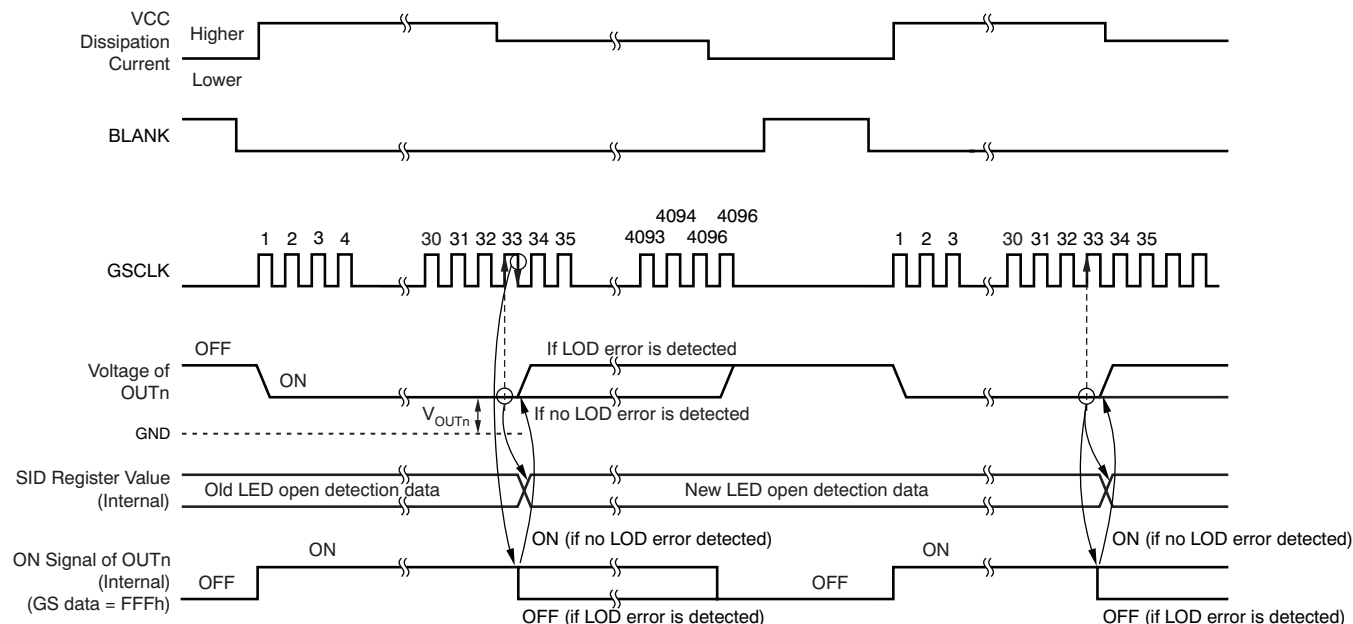 VCC
Dissipation
Current
Higher
Lower
BLANK
GSCLK
1 2 3 4 30 31 32 33 34 35 4093 4094 4096 4096 1 2 3 30 31 32 33 34 35
Voltage of
OUTn
OFF
ON
If LOD error is detected
If no LOD error is detected
VOUTn
GND
SID Register Value
(Internal)
Old LED open detection data
New LED open detection data
ON (if no LOD error detected)
ON (if no LOD error detected)
ON Signal of OUTn
(Internal)
(GS data = FFFh)
OFF
ON
OFF
ON
OFF (if LOD error is detected)
OFF (if LOD error is detected)